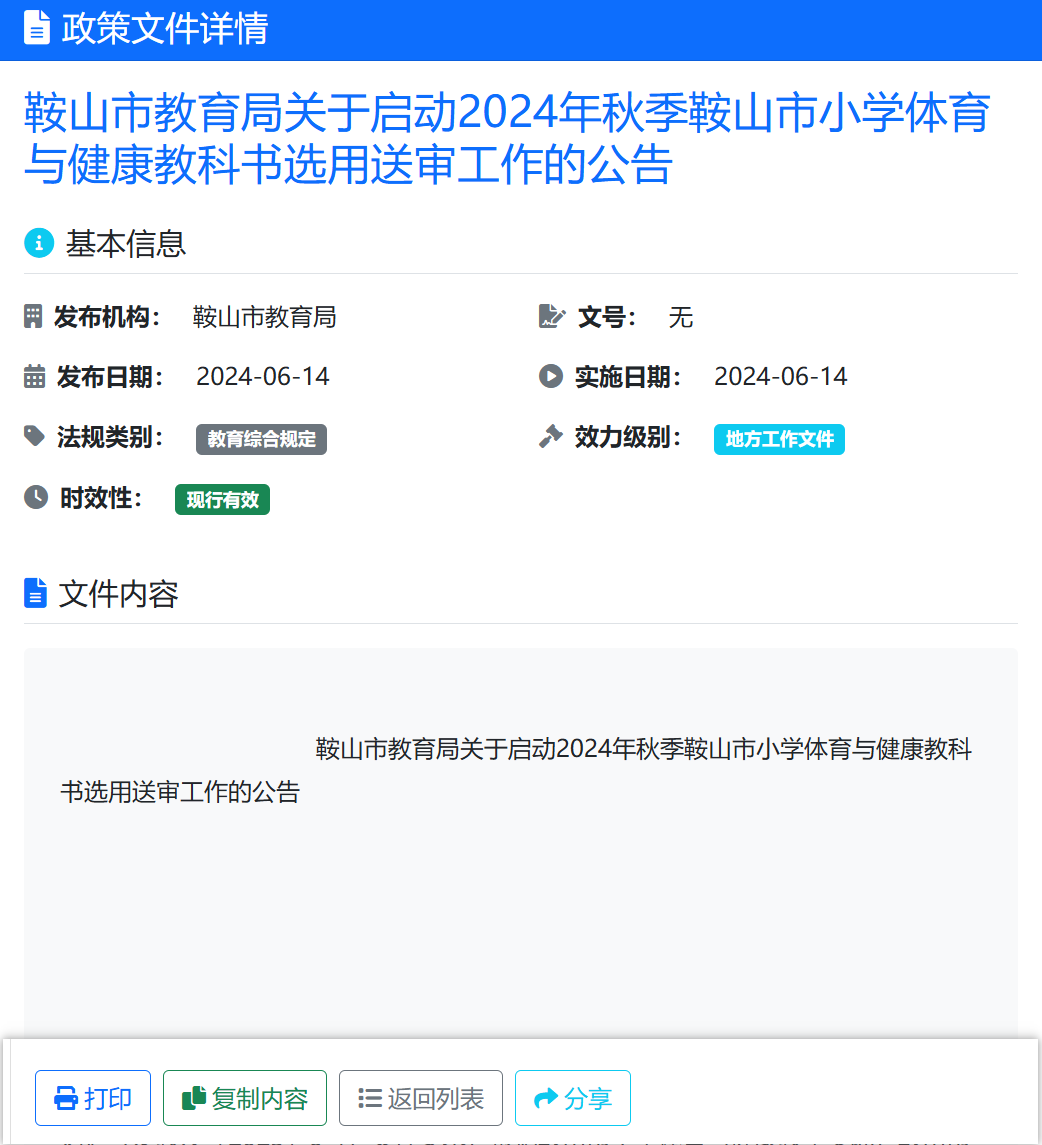 政策文件详情
鞍山市教育局关于启动2024年秋季鞍山市小学体育
与健康教科书选用送审工作的公告
基本信息
发布机构： 鞍山市教育局 文号： 无
发布日期： 2024-06-14 实施日期： 2024-06-14
法规类别： 教育综合规定 效力级别： 地方工作文件
时效性： 现行有效
文件内容
鞍山市教育局关于启动2024年秋季鞍山市小学体育与健康教科
书选用送审工作的公告
打印 复制内容 返回列表 分享